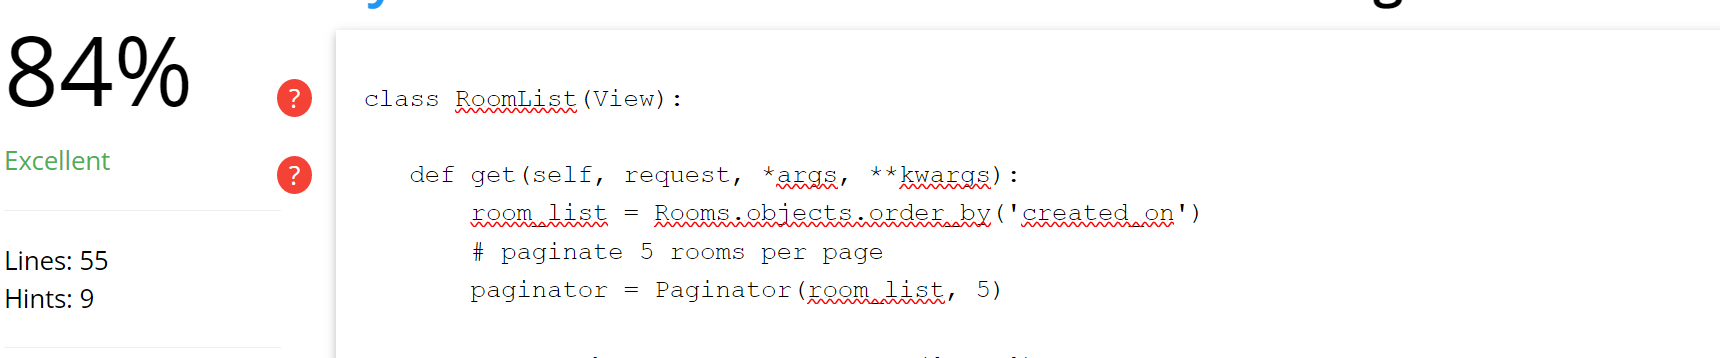 84%
?
Excellent
?
Lines: 55
Hints: 9
class RoomList(View):
def get(self, request, *args, **kwargs):
room_list = Rooms.objects.order_by('created_on')
# paginate 5 rooms per page
paginator = Paginator(room_list, 5)